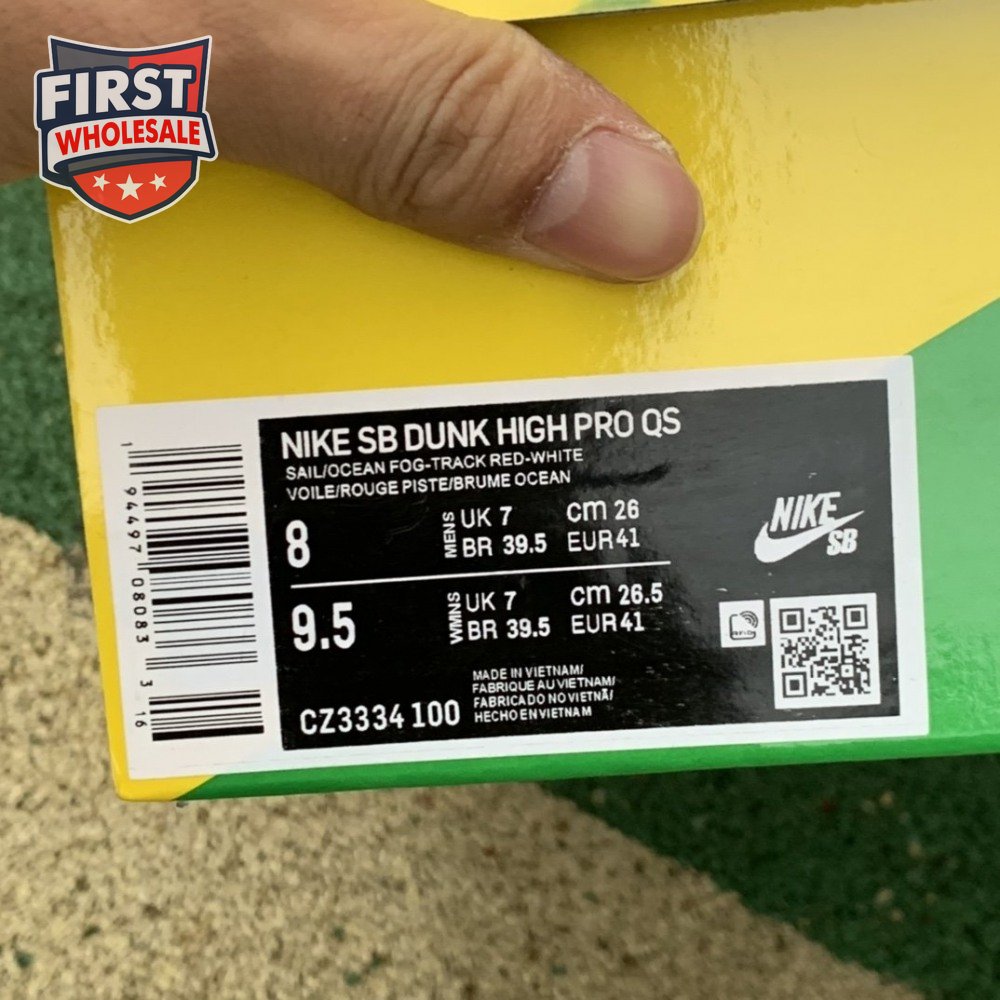 FIRST
WHOLESALE
NIKE SB DUNK HIGH PRO QS
SAIL/OCEAN FOG-TRACK RED-WHITE
VOILE/ROUGE PISTE/BRUME OCEAN
8 MENS UK 7 cm 26
BR 39.5 EUR 41
9.5 WMNS UK 7 cm 26.5
BR 39.5 EUR 41
MADE IN VIETNAM/
FABRIQUE AU VIETNAM/
FABRICADO NO VIETNÃ/
HECHO EN VIETNAM
CZ3334 100
NIKE
SB
1 94497 08083 3 16